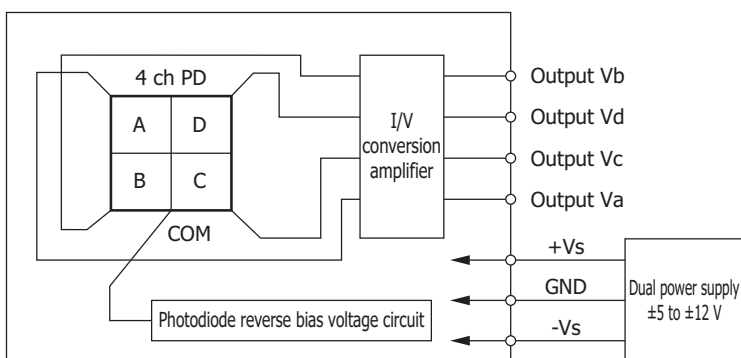 4 ch PD
A
D
B
C
COM
I/V
conversion
amplifier
Output Vb
Output Vd
Output Vc
Output Va
+Vs
GND
-Vs
Dual power supply
±5 to ±12 V
Photodiode reverse bias voltage circuit